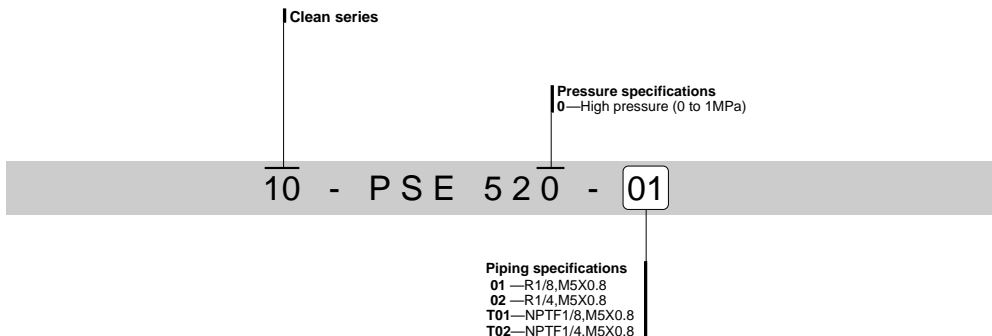 Clean series
Pressure specifications
0—High pressure (0 to 1MPa)
10 - PSE 520 - 01
Piping specifications
01 —R1/8,M5X0.8
02 —R1/4,M5X0.8
T01—NPTF1/8,M5X0.8
T02—NPTF1/4,M5X0.8